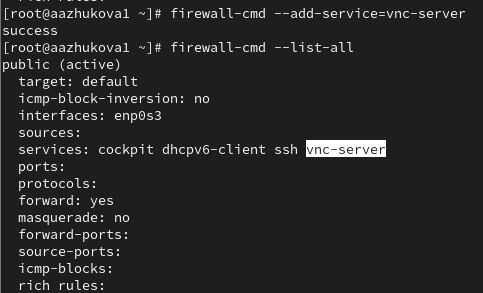 rich rules:
[root@aazhukova1 ~]# firewall-cmd --add-service=vnc-server
success
[root@aazhukova1 ~]# firewall-cmd --list-all
public (active)
  target: default
  icmp-block-inversion: no
  interfaces: enp0s3
  sources:
  services: cockpit dhcpv6-client ssh vnc-server
  ports:
  protocols:
  forward: yes
  masquerade: no
  forward-ports:
  source-ports:
  icmp-blocks:
  rich rules: